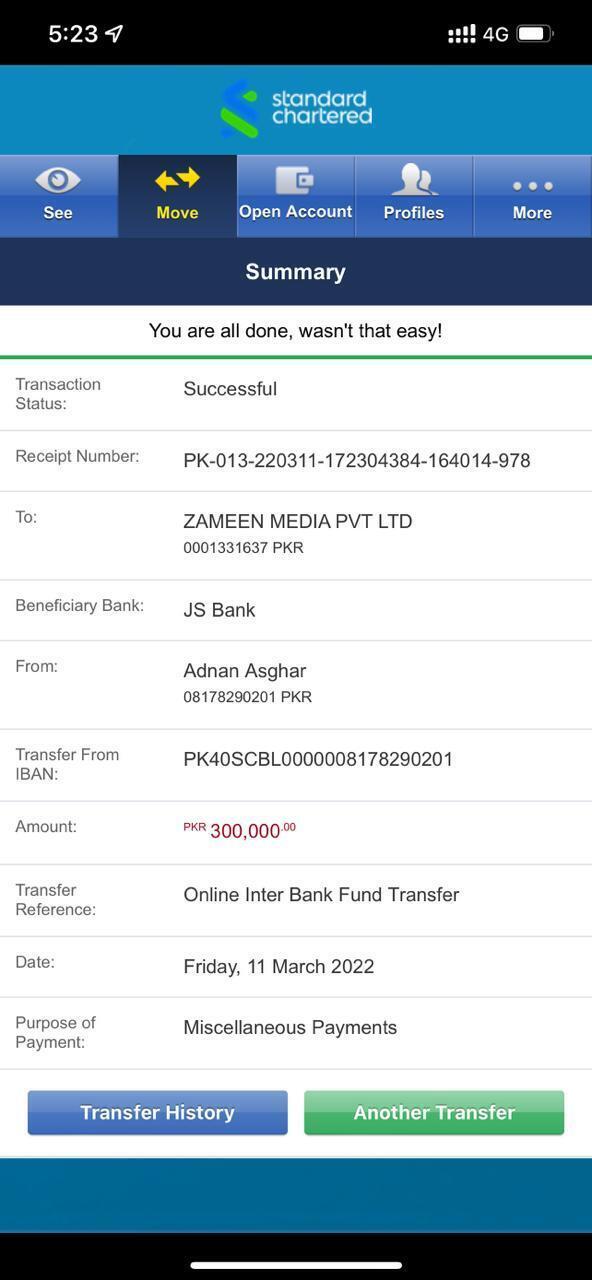 5:23
4G
standard
chartered
See
Move
Open Account
Profiles
More
Summary
You are all done, wasn't that easy!
Transaction
Status:
Successful
Receipt Number:
PK-013-220311-172304384-164014-978
To:
ZAMEEN MEDIA PVT LTD
0001331637 PKR
Beneficiary Bank:
JS Bank
From:
Adnan Asghar
08178290201 PKR
Transfer From
IBAN:
PK40SCBL0000008178290201
Amount:
PKR 300,000.00
Transfer
Reference:
Online Inter Bank Fund Transfer
Date:
Friday, 11 March 2022
Purpose of
Payment:
Miscellaneous Payments
Transfer History
Another Transfer